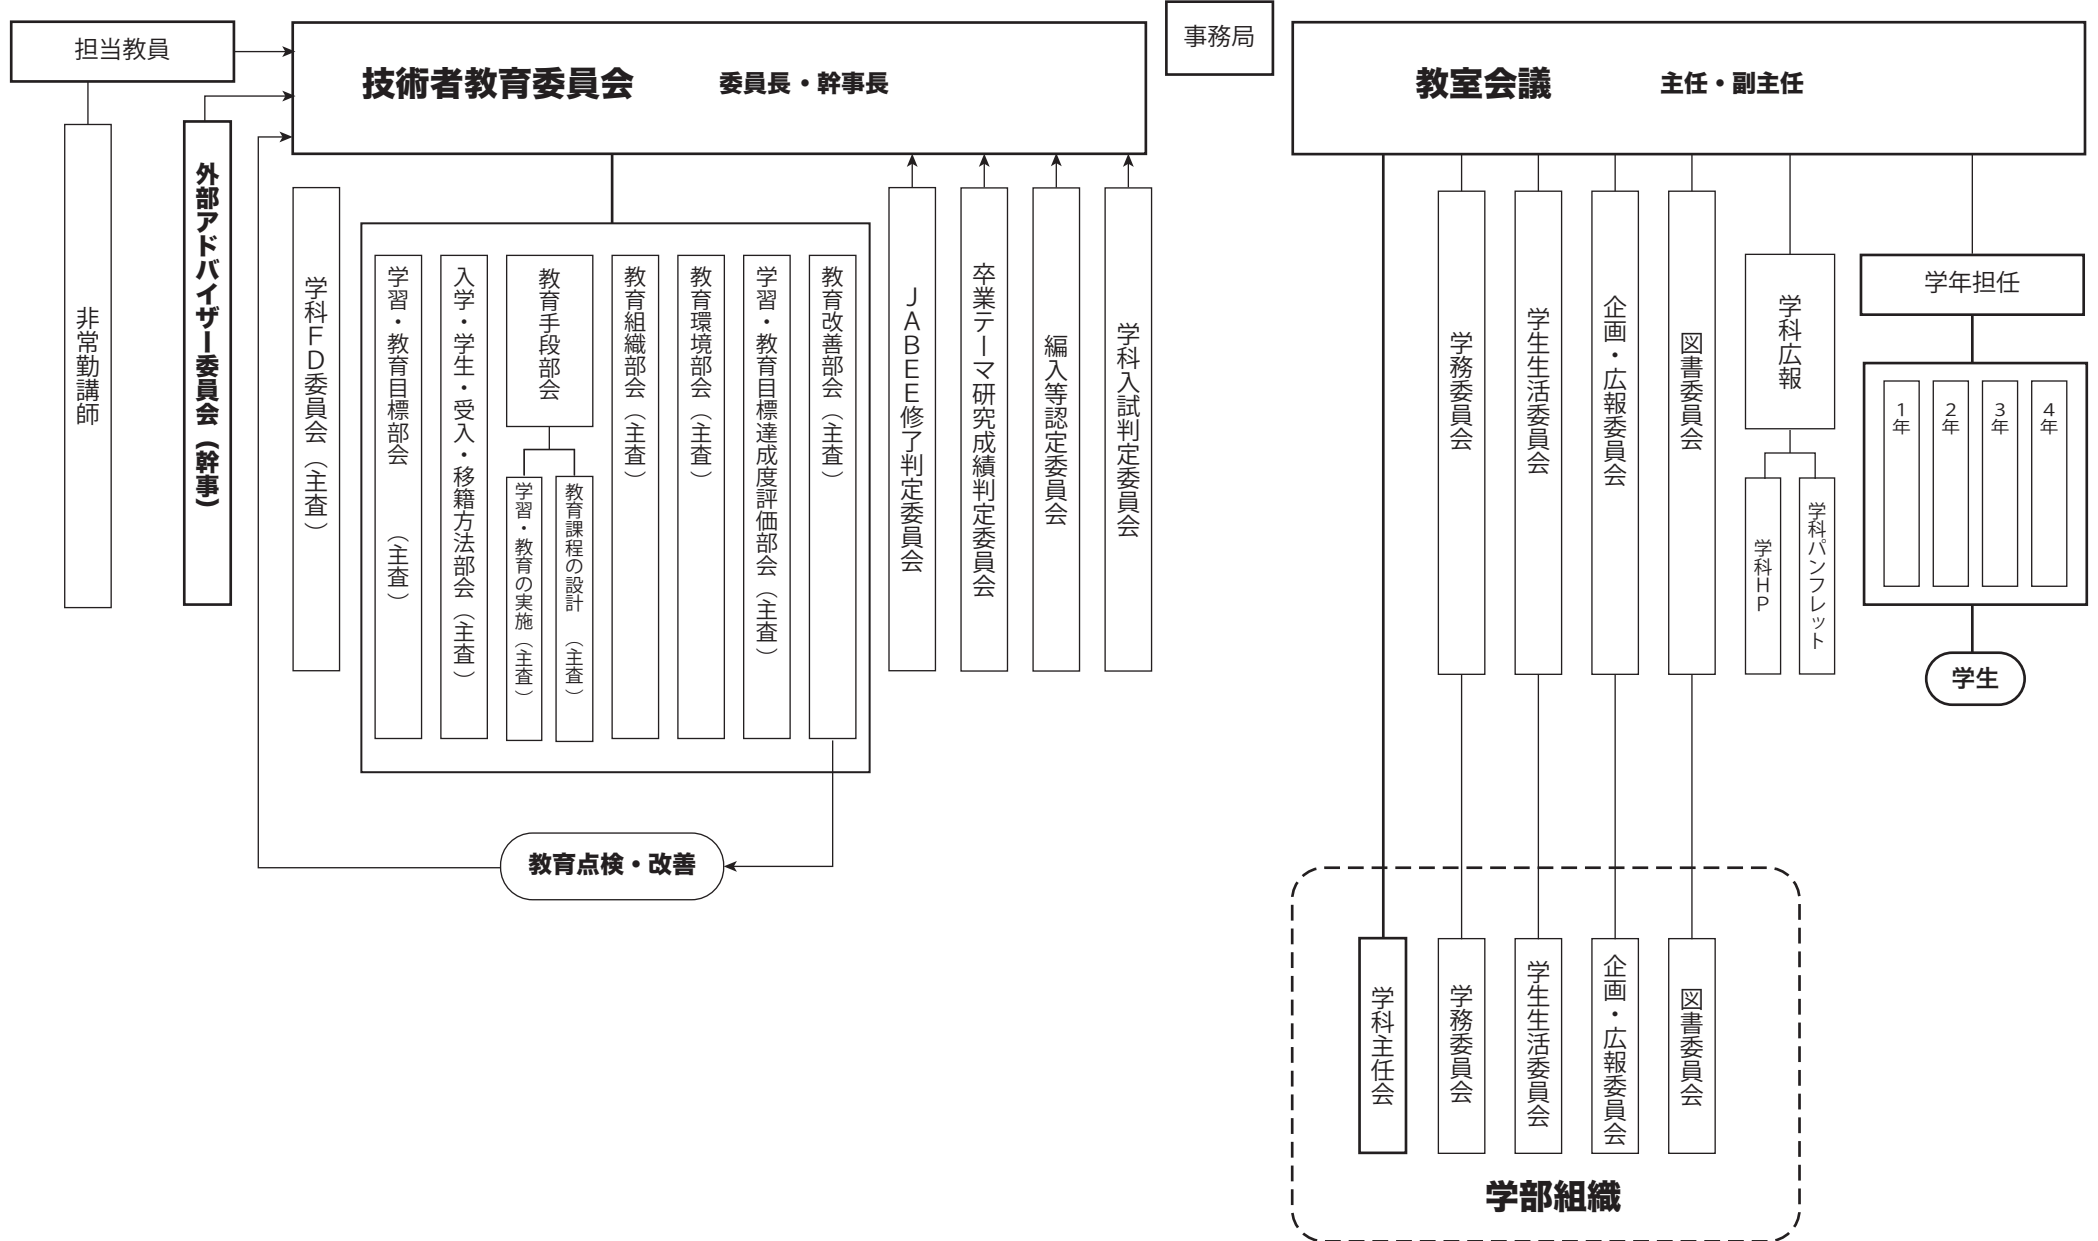 担当教員
技術者教育委員会 委員長・幹事長
事務局
教室会議 主任・副主任
非常勤講師
外部アドバイザー委員会（幹事）
学科ＦＤ委員会（主査）
学習・教育目標部会 （主査）
入学・学生・受入・移籍方法部会（主査）
教育手段部会
学習・教育の実施（主査）
教育課程の設計 （主査）
教育組織部会（主査）
教育環境部会（主査）
学習・教育目標達成度評価部会（主査）
教育改善部会（主査）
ＪＡＢＥＥ修了判定委員会
卒業テーマ研究成績判定委員会
編入等認定委員会
学科入試判定委員会
教育点検・改善
学務委員会
学生生活委員会
企画・広報委員会
図書委員会
学科広報
学科ＨＰ
学科パンフレット
学年担任
１年
２年
３年
４年
学生
学科主任会
学務委員会
学生生活委員会
企画・広報委員会
図書委員会
学部組織